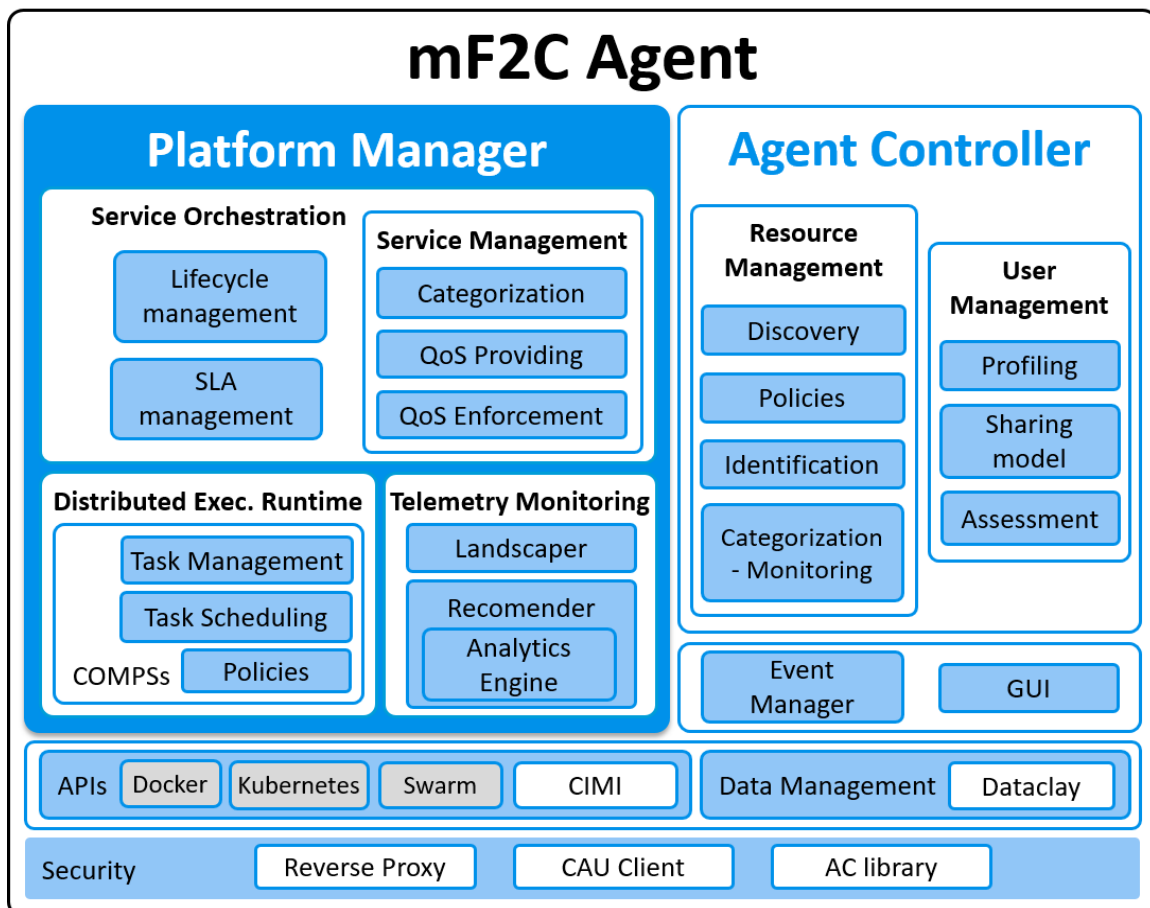 mF2C Agent
Platform Manager
Service Orchestration
Lifecycle
management
SLA
management
Service Management
Categorization
QoS Providing
QoS Enforcement
Distributed Exec. Runtime
Task Management
Task Scheduling
COMPSs
Policies
Telemetry Monitoring
Landscaper
Recomender
Analytics
Engine
Agent Controller
Resource
Management
Discovery
Policies
Identification
Categorization
- Monitoring
User
Management
Profiling
Sharing
model
Assessment
Event
Manager
GUI
APIs
Docker
Kubernetes
Swarm
CIMI
Data Management
Dataclay
Security
Reverse Proxy
CAU Client
AC library